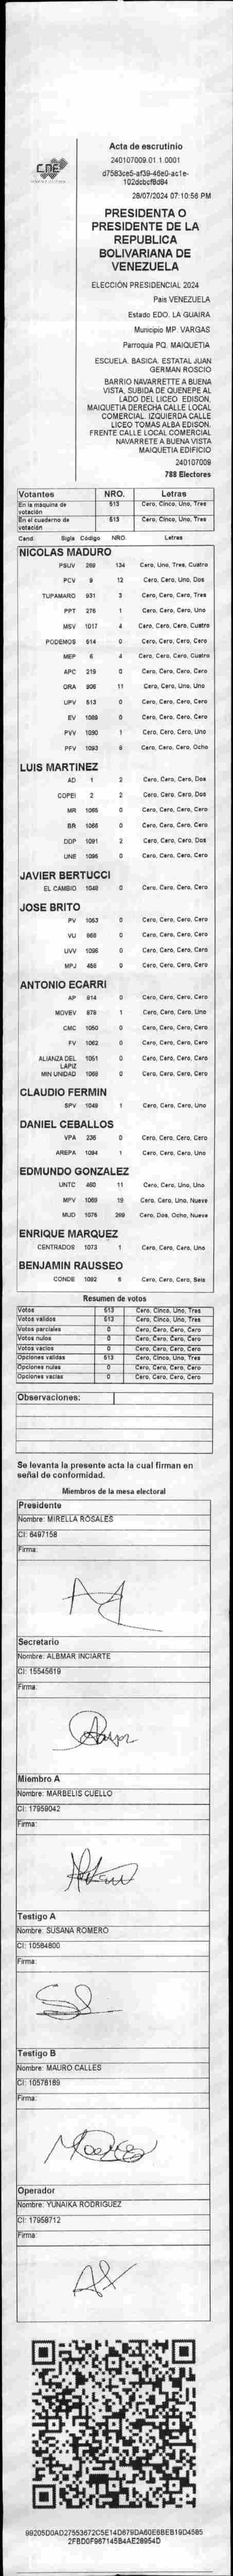 CNE
Acta de escrutinio
240107009.01.1.0001
d7583ce5-af39-46e0-ac1e-
102dcbcf8d84
28/07/2024 07:10:56 PM
PRESIDENTA O
PRESIDENTE DE LA
REPUBLICA
BOLIVARIANA DE
VENEZUELA
ELECCIÓN PRESIDENCIAL 2024
Pais VENEZUELA
Estado EDO. LA GUAIRA
Municipio MP. VARGAS
Parroquia PQ. MAIQUETIA
ESCUELA. BASICA. ESTATAL JUAN
GERMAN ROSCIO
BARRIO NAVARRETTE A BUENA
VISTA. SUBIDA DE QUENEPE AL
LADO DEL LICEO EDISON.
MAIQUETIA DERECHA CALLE LOCAL
COMERCIAL. IZQUIERDA CALLE
LICEO TOMAS ALBA EDISON.
FRENTE CALLE LOCAL COMERCIAL
NAVARRETE A BUENA VISTA
MAIQUETIA EDIFICIO
240107009
788 Electores
Votantes NRO. Letras
En la maquina de votación 513 Cero, Cinco, Uno, Tres
En el cuaderno de votación 513 Cero, Cinco, Uno, Tres
Cand. Sigla Código NRO. Letras
NICOLAS MADURO
PSUV 269 134 Cero, Uno, Tres, Cuatro
PCV 9 12 Cero, Cero, Uno, Dos
TUPAMARO 931 3 Cero, Cero, Cero, Tres
PPT 276 1 Cero, Cero, Cero, Uno
MSV 1017 4 Cero, Cero, Cero, Cuatro
PODEMOS 514 0 Cero, Cero, Cero, Cero
MEP 6 4 Cero, Cero, Cero, Cuatro
APC 219 0 Cero, Cero, Cero, Cero
ORA 906 11 Cero, Cero, Uno, Uno
UPV 513 0 Cero, Cero, Cero, Cero
EV 1089 0 Cero, Cero, Cero, Cero
PVV 1090 1 Cero, Cero, Cero, Uno
PFV 1093 8 Cero, Cero, Cero, Ocho
LUIS MARTINEZ
AD 1 2 Cero, Cero, Cero, Dos
COPEI 2 2 Cero, Cero, Cero, Dos
MR 1065 0 Cero, Cero, Cero, Cero
BR 1066 0 Cero, Cero, Cero, Cero
DDP 1091 2 Cero, Cero, Cero, Dos
UNE 1095 0 Cero, Cero, Cero, Cero
JAVIER BERTUCCI
EL CAMBIO 1048 0 Cero, Cero, Cero, Cero
JOSE BRITO
PV 1063 0 Cero, Cero, Cero, Cero
VU 868 0 Cero, Cero, Cero, Cero
UVV 1096 0 Cero, Cero, Cero, Cero
MPJ 456 0 Cero, Cero, Cero, Cero
ANTONIO ECARRI
AP 814 0 Cero, Cero, Cero, Cero
MOVEV 878 1 Cero, Cero, Cero, Uno
CMC 1050 0 Cero, Cero, Cero, Cero
FV 1062 0 Cero, Cero, Cero, Cero
ALIANZA DEL LAPIZ 1051 0 Cero, Cero, Cero, Cero
MIN UNIDAD 1068 0 Cero, Cero, Cero, Cero
CLAUDIO FERMIN
SPV 1049 1 Cero, Cero, Cero, Uno
DANIEL CEBALLOS
VPA 236 0 Cero, Cero, Cero, Cero
AREPA 1094 1 Cero, Cero, Cero, Uno
EDMUNDO GONZALEZ
UNTC 460 11 Cero, Cero, Uno, Uno
MPV 1069 19 Cero, Cero, Uno, Nueve
MUD 1076 289 Cero, Dos, Ocho, Nueve
ENRIQUE MARQUEZ
CENTRADOS 1073 1 Cero, Cero, Cero, Uno
BENJAMIN RAUSSEO
CONDE 1092 6 Cero, Cero, Cero, Seis
Resumen de votos
Votos 513 Cero, Cinco, Uno, Tres
Votos validos 513 Cero, Cinco, Uno, Tres
Votos parciales 0 Cero, Cero, Cero, Cero
Votos nulos 0 Cero, Cero, Cero, Cero
Votos vacios 0 Cero, Cero, Cero, Cero
Opciones validas 513 Cero, Cinco, Uno, Tres
Opciones nulas 0 Cero, Cero, Cero, Cero
Opciones vacias 0 Cero, Cero, Cero, Cero
Observaciones:
Se levanta la presente acta la cual firman en
señal de conformidad.
Miembros de la mesa electoral
Presidente
Nombre: MIRELLA ROSALES
CI: 6497158
Firma:
Secretario
Nombre: ALBMAR INCIARTE
CI: 15545619
Firma:
Miembro A
Nombre: MARBELIS CUELLO
CI: 17959042
Firma:
Testigo A
Nombre: SUSANA ROMERO
CI: 10584800
Firma:
Testigo B
Nombre: MAURO CALLES
CI: 10578189
Firma:
Operador
Nombre: YUNAIKA RODRIGUEZ
CI: 17958712
Firma:
99205D0AD27553672C5E14D679DA60E6BEB19D4585
2FBD0F987145B4AE28954D